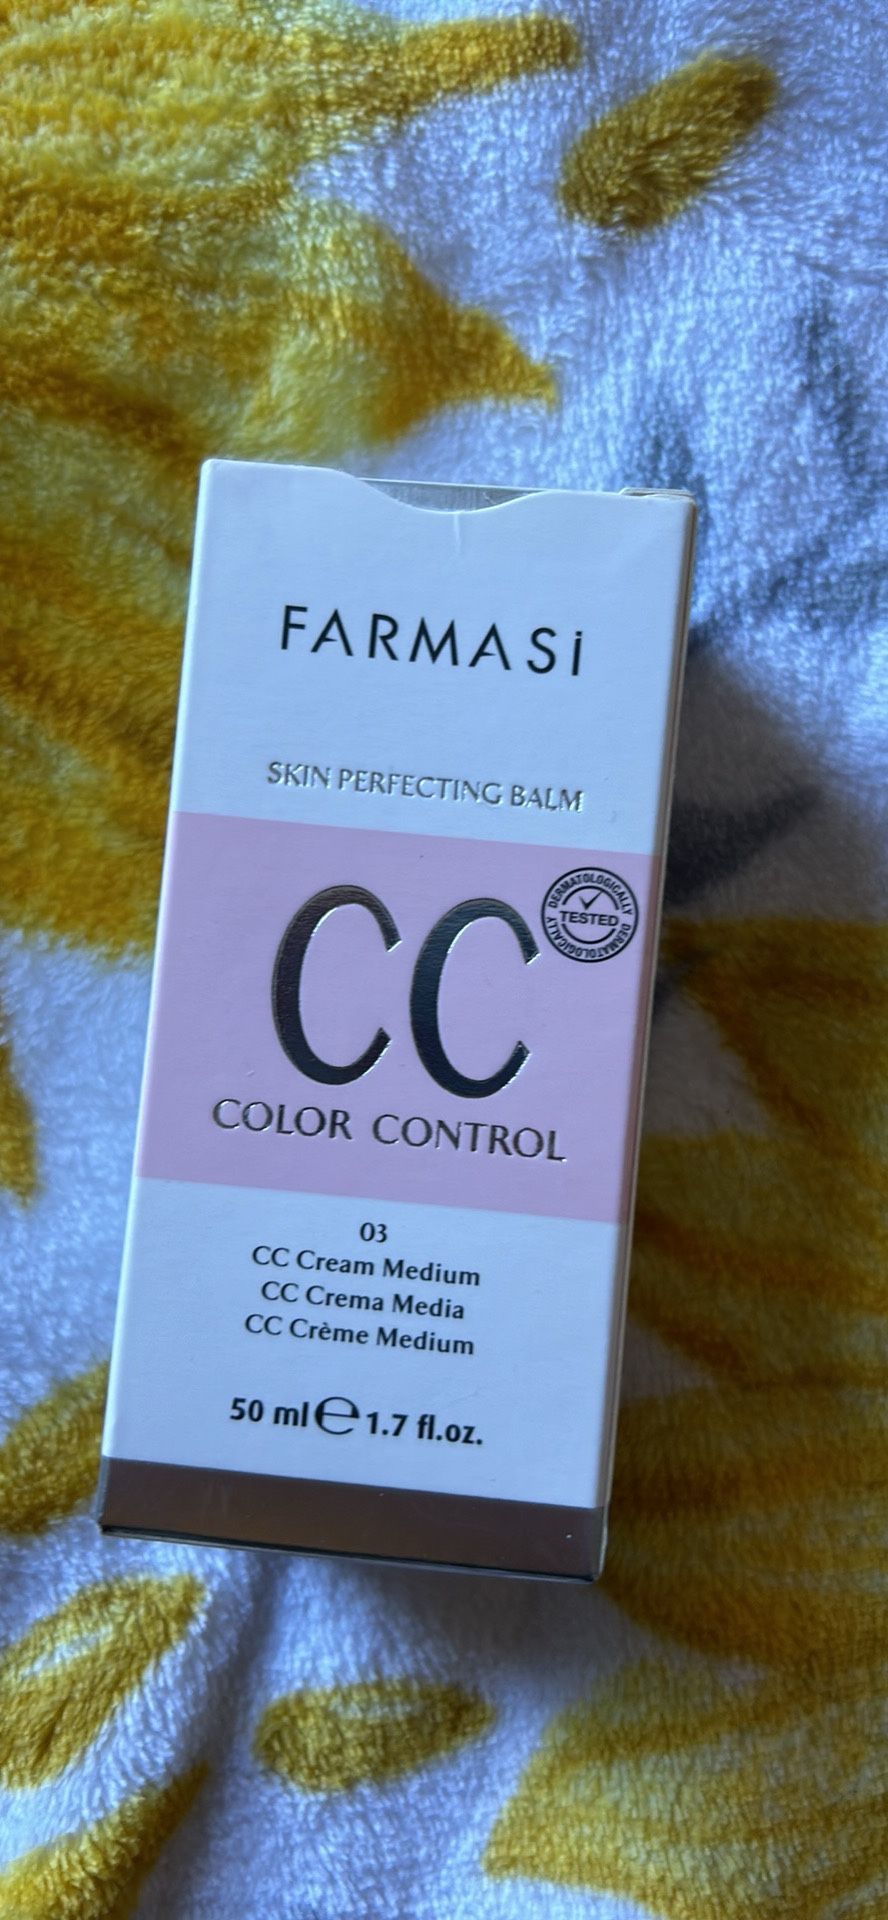 FARMASi
SKIN PERFECTING BALM
DERMATOLOGICALLY
TESTED
DERMATOLOGICALLY
CC
COLOR CONTROL
03
CC Cream Medium
CC Crema Media
CC Crème Medium
50 ml ℮ 1.7 fl.oz.